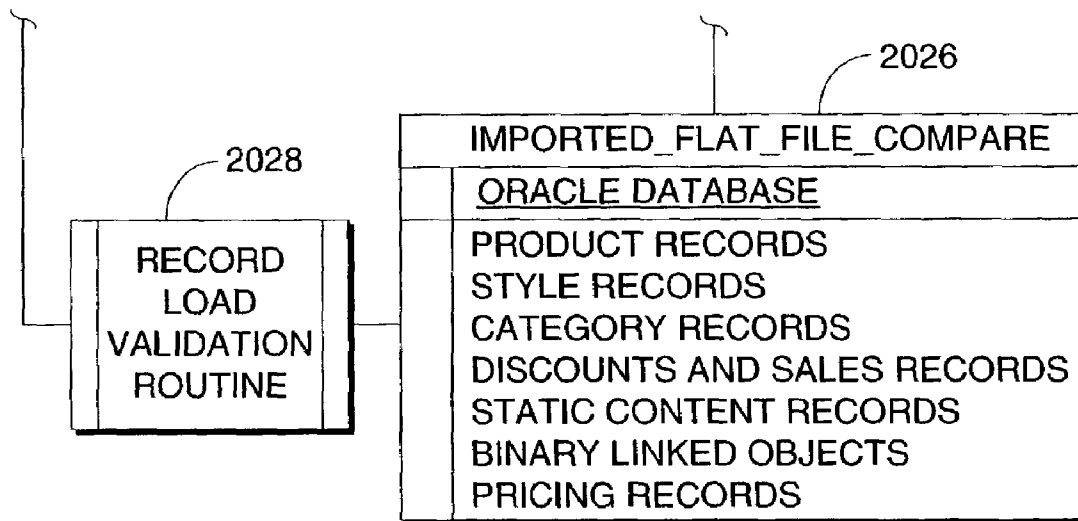 2026
IMPORTED_FLAT_FILE_COMPARE
2028
ORACLE DATABASE
RECORD
LOAD
VALIDATION
ROUTINE
PRODUCT RECORDS
STYLE RECORDS
CATEGORY RECORDS
DISCOUNTS AND SALES RECORDS
STATIC CONTENT RECORDS
BINARY LINKED OBJECTS
PRICING RECORDS